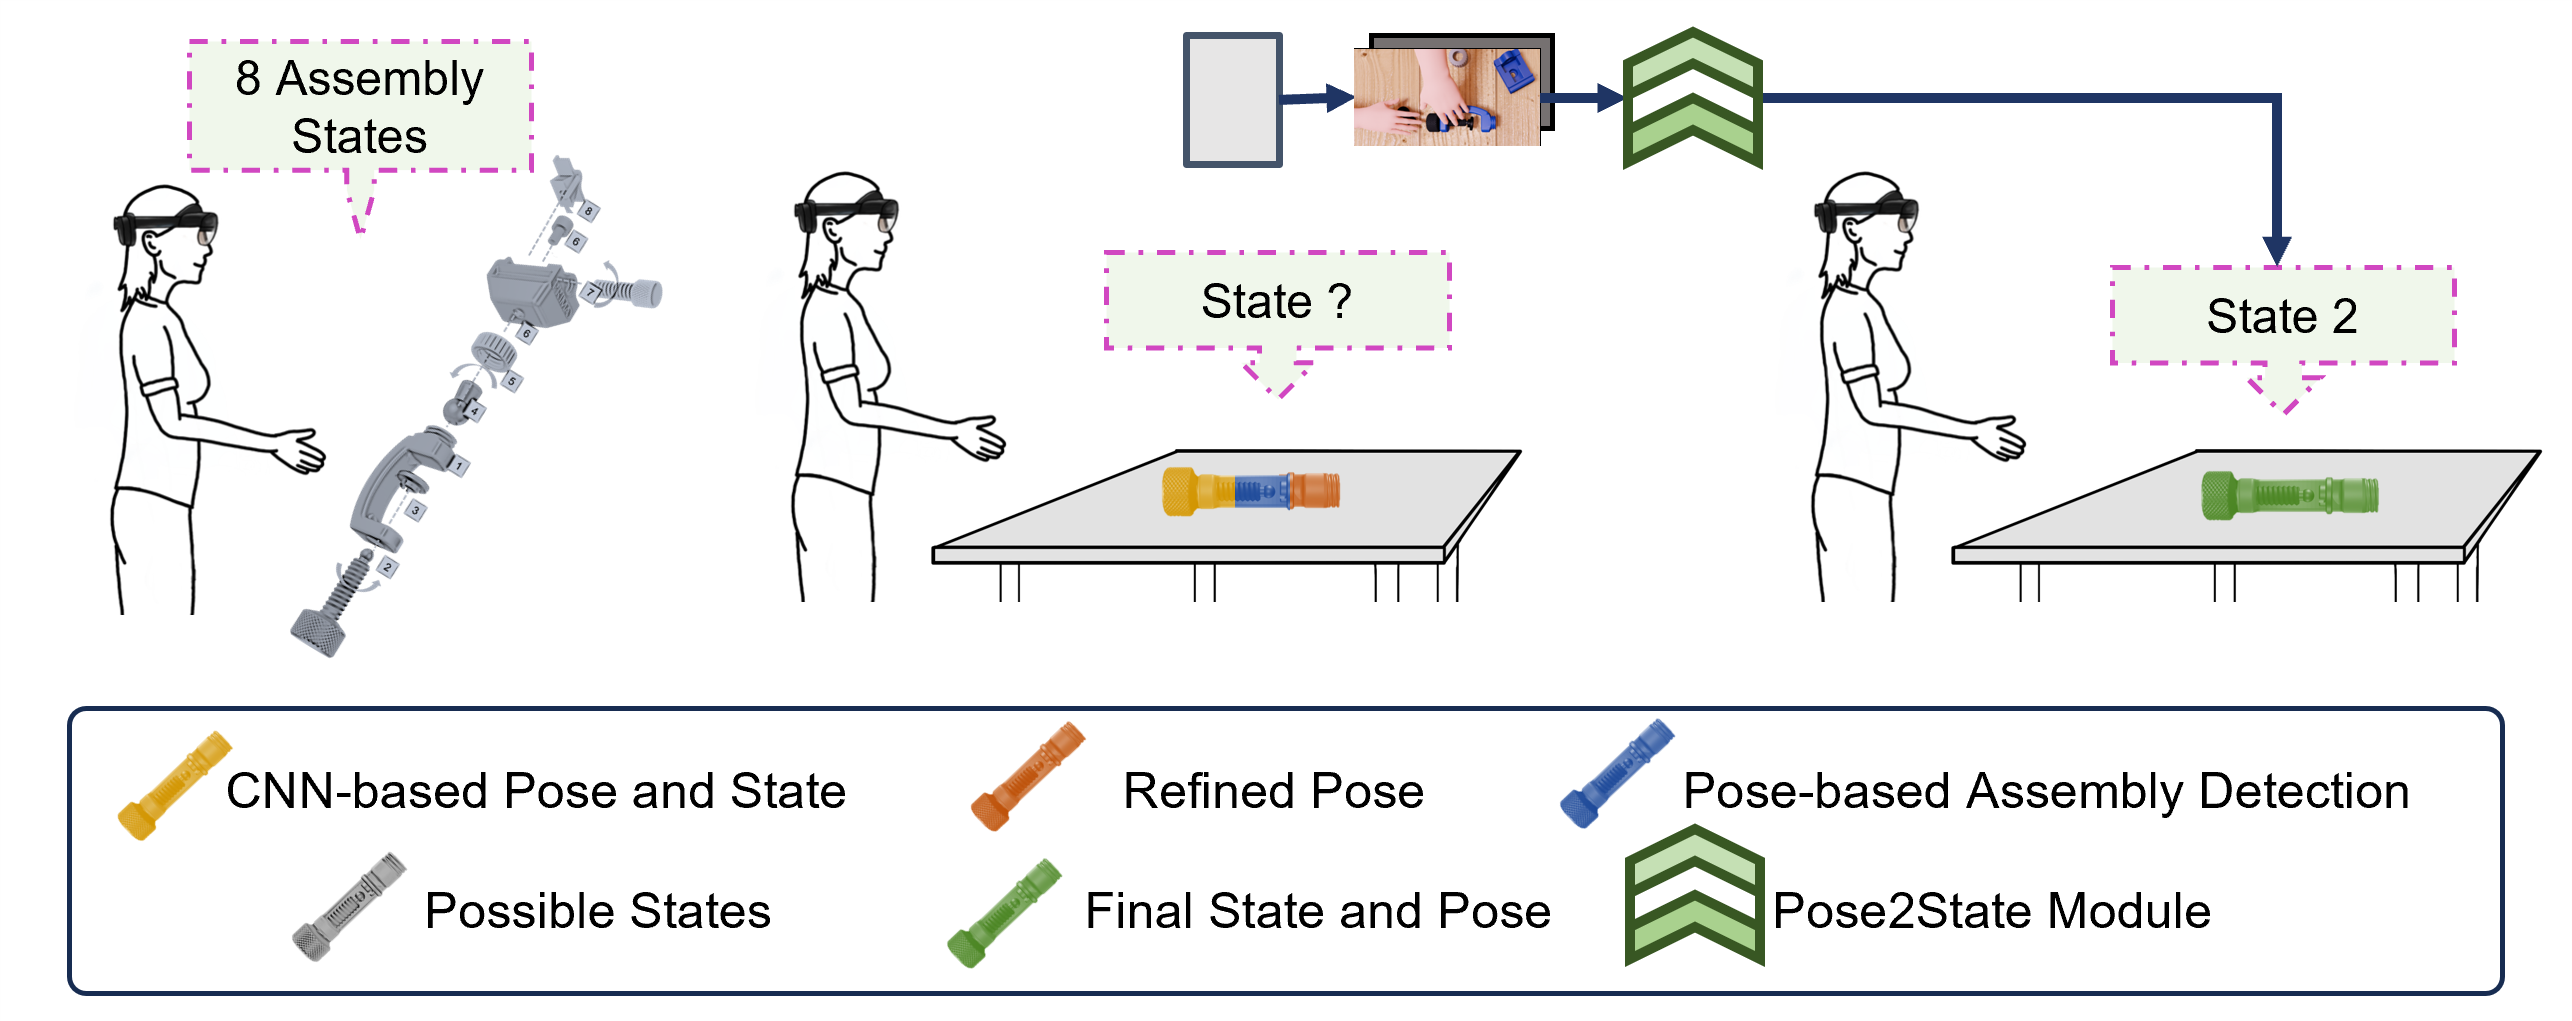 8 Assembly
States
8
6
7
6
5
4
1
3
2
State ?
State 2
CNN-based Pose and State
Refined Pose
Pose-based Assembly Detection
Possible States
Final State and Pose
Pose2State Module